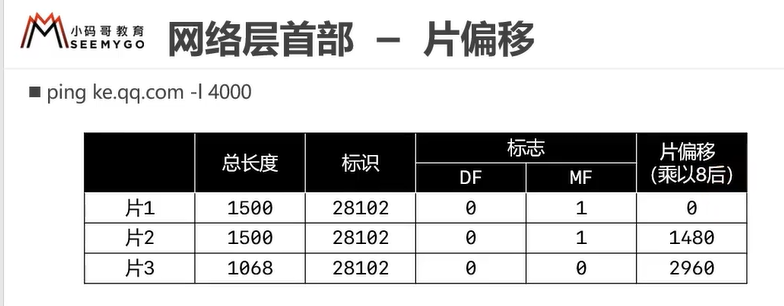 小码哥教育
SEEMYGO
网络层首部 – 片偏移
■ ping ke.qq.com -l 4000
总长度 标识 标志 片偏移
(乘以8后)
DF MF
片1 1500 28102 0 1 0
片2 1500 28102 0 1 1480
片3 1068 28102 0 0 2960